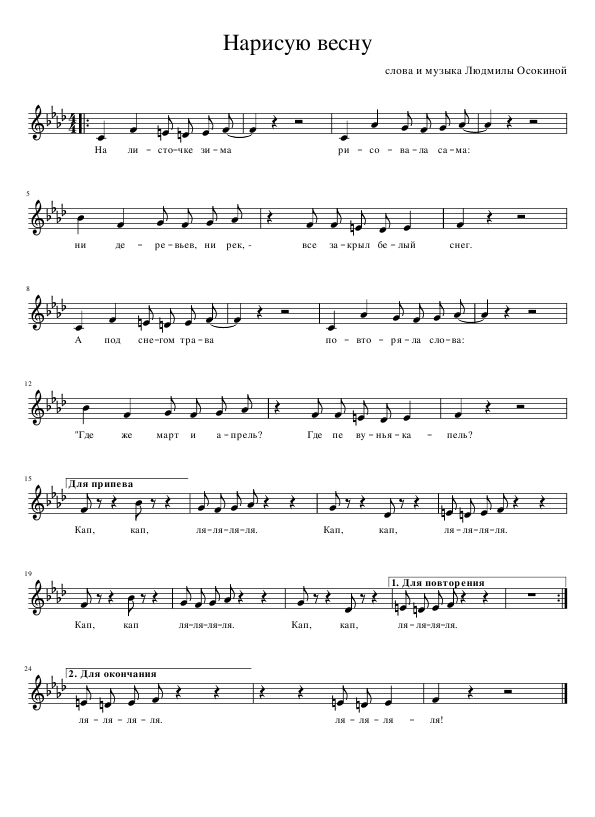 Нарисую весну
слова и музыка Людмилы Осокиной
4 4
На ли – сто–чке зи–ма ри – со – ва–ла са–ма:
5
ни де – ре–вьев, ни рек, - все за–крыл бе–лый снег.
8
А под сне–гом тра–ва по – вто – ря–ла сло–ва:
12
"Где же март и а–прель? Где пе ву–нья–ка – пель?
15
Для припева
Кап, кап, ля–ля–ля–ля. Кап, кап, ля–ля–ля–ля.
19
1. Для повторения
Кап, кап ля–ля–ля–ля. Кап, кап, ля–ля–ля–ля.
24
2. Для окончания
ля – ля – ля – ля. ля – ля – ля – ля!